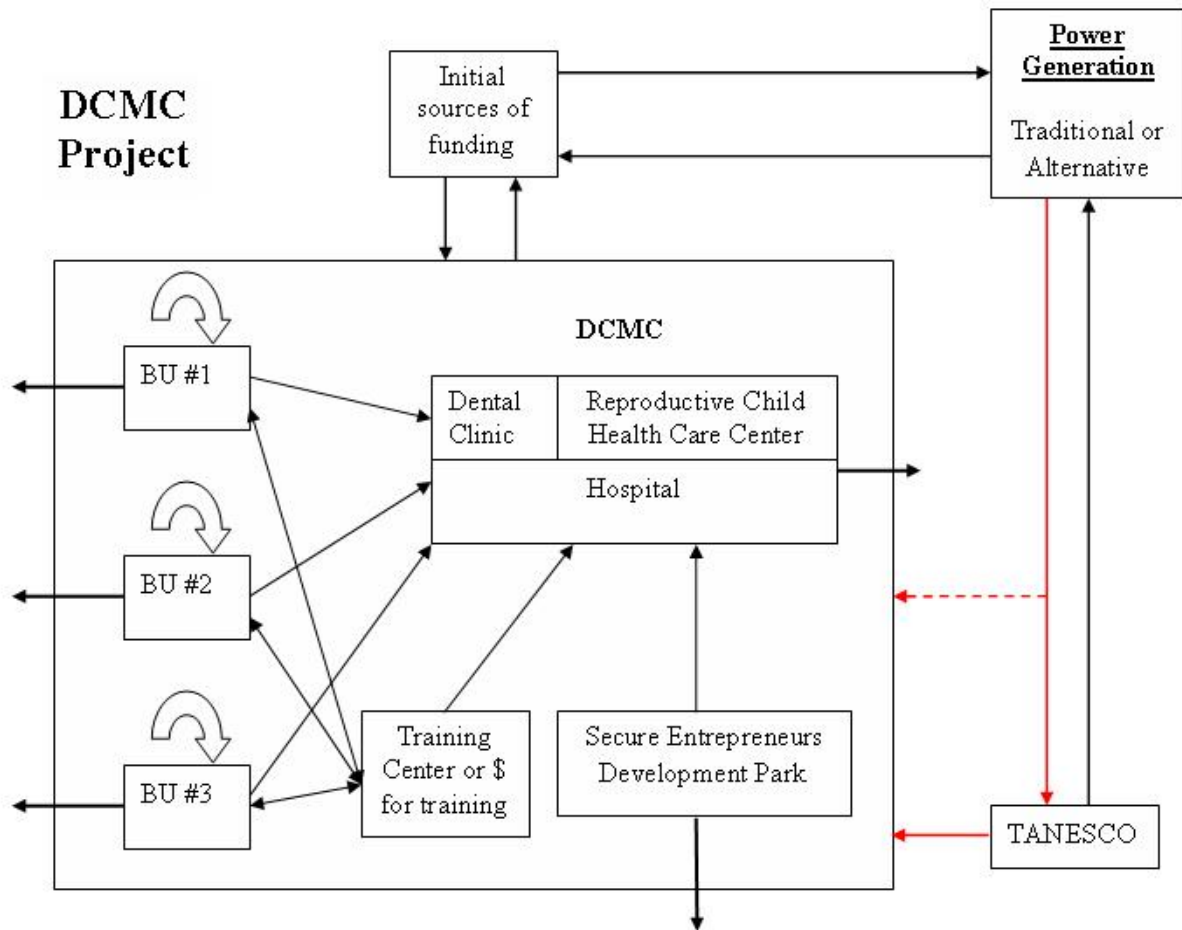 DCMC
Project
Initial
sources of
funding
Power
Generation
Traditional or
Alternative
DCMC
BU #1
Dental
Clinic
Reproductive Child
Health Care Center
Hospital
BU #2
BU #3
Training
Center or $
for training
Secure Entrepreneurs
Development Park
TANESCO